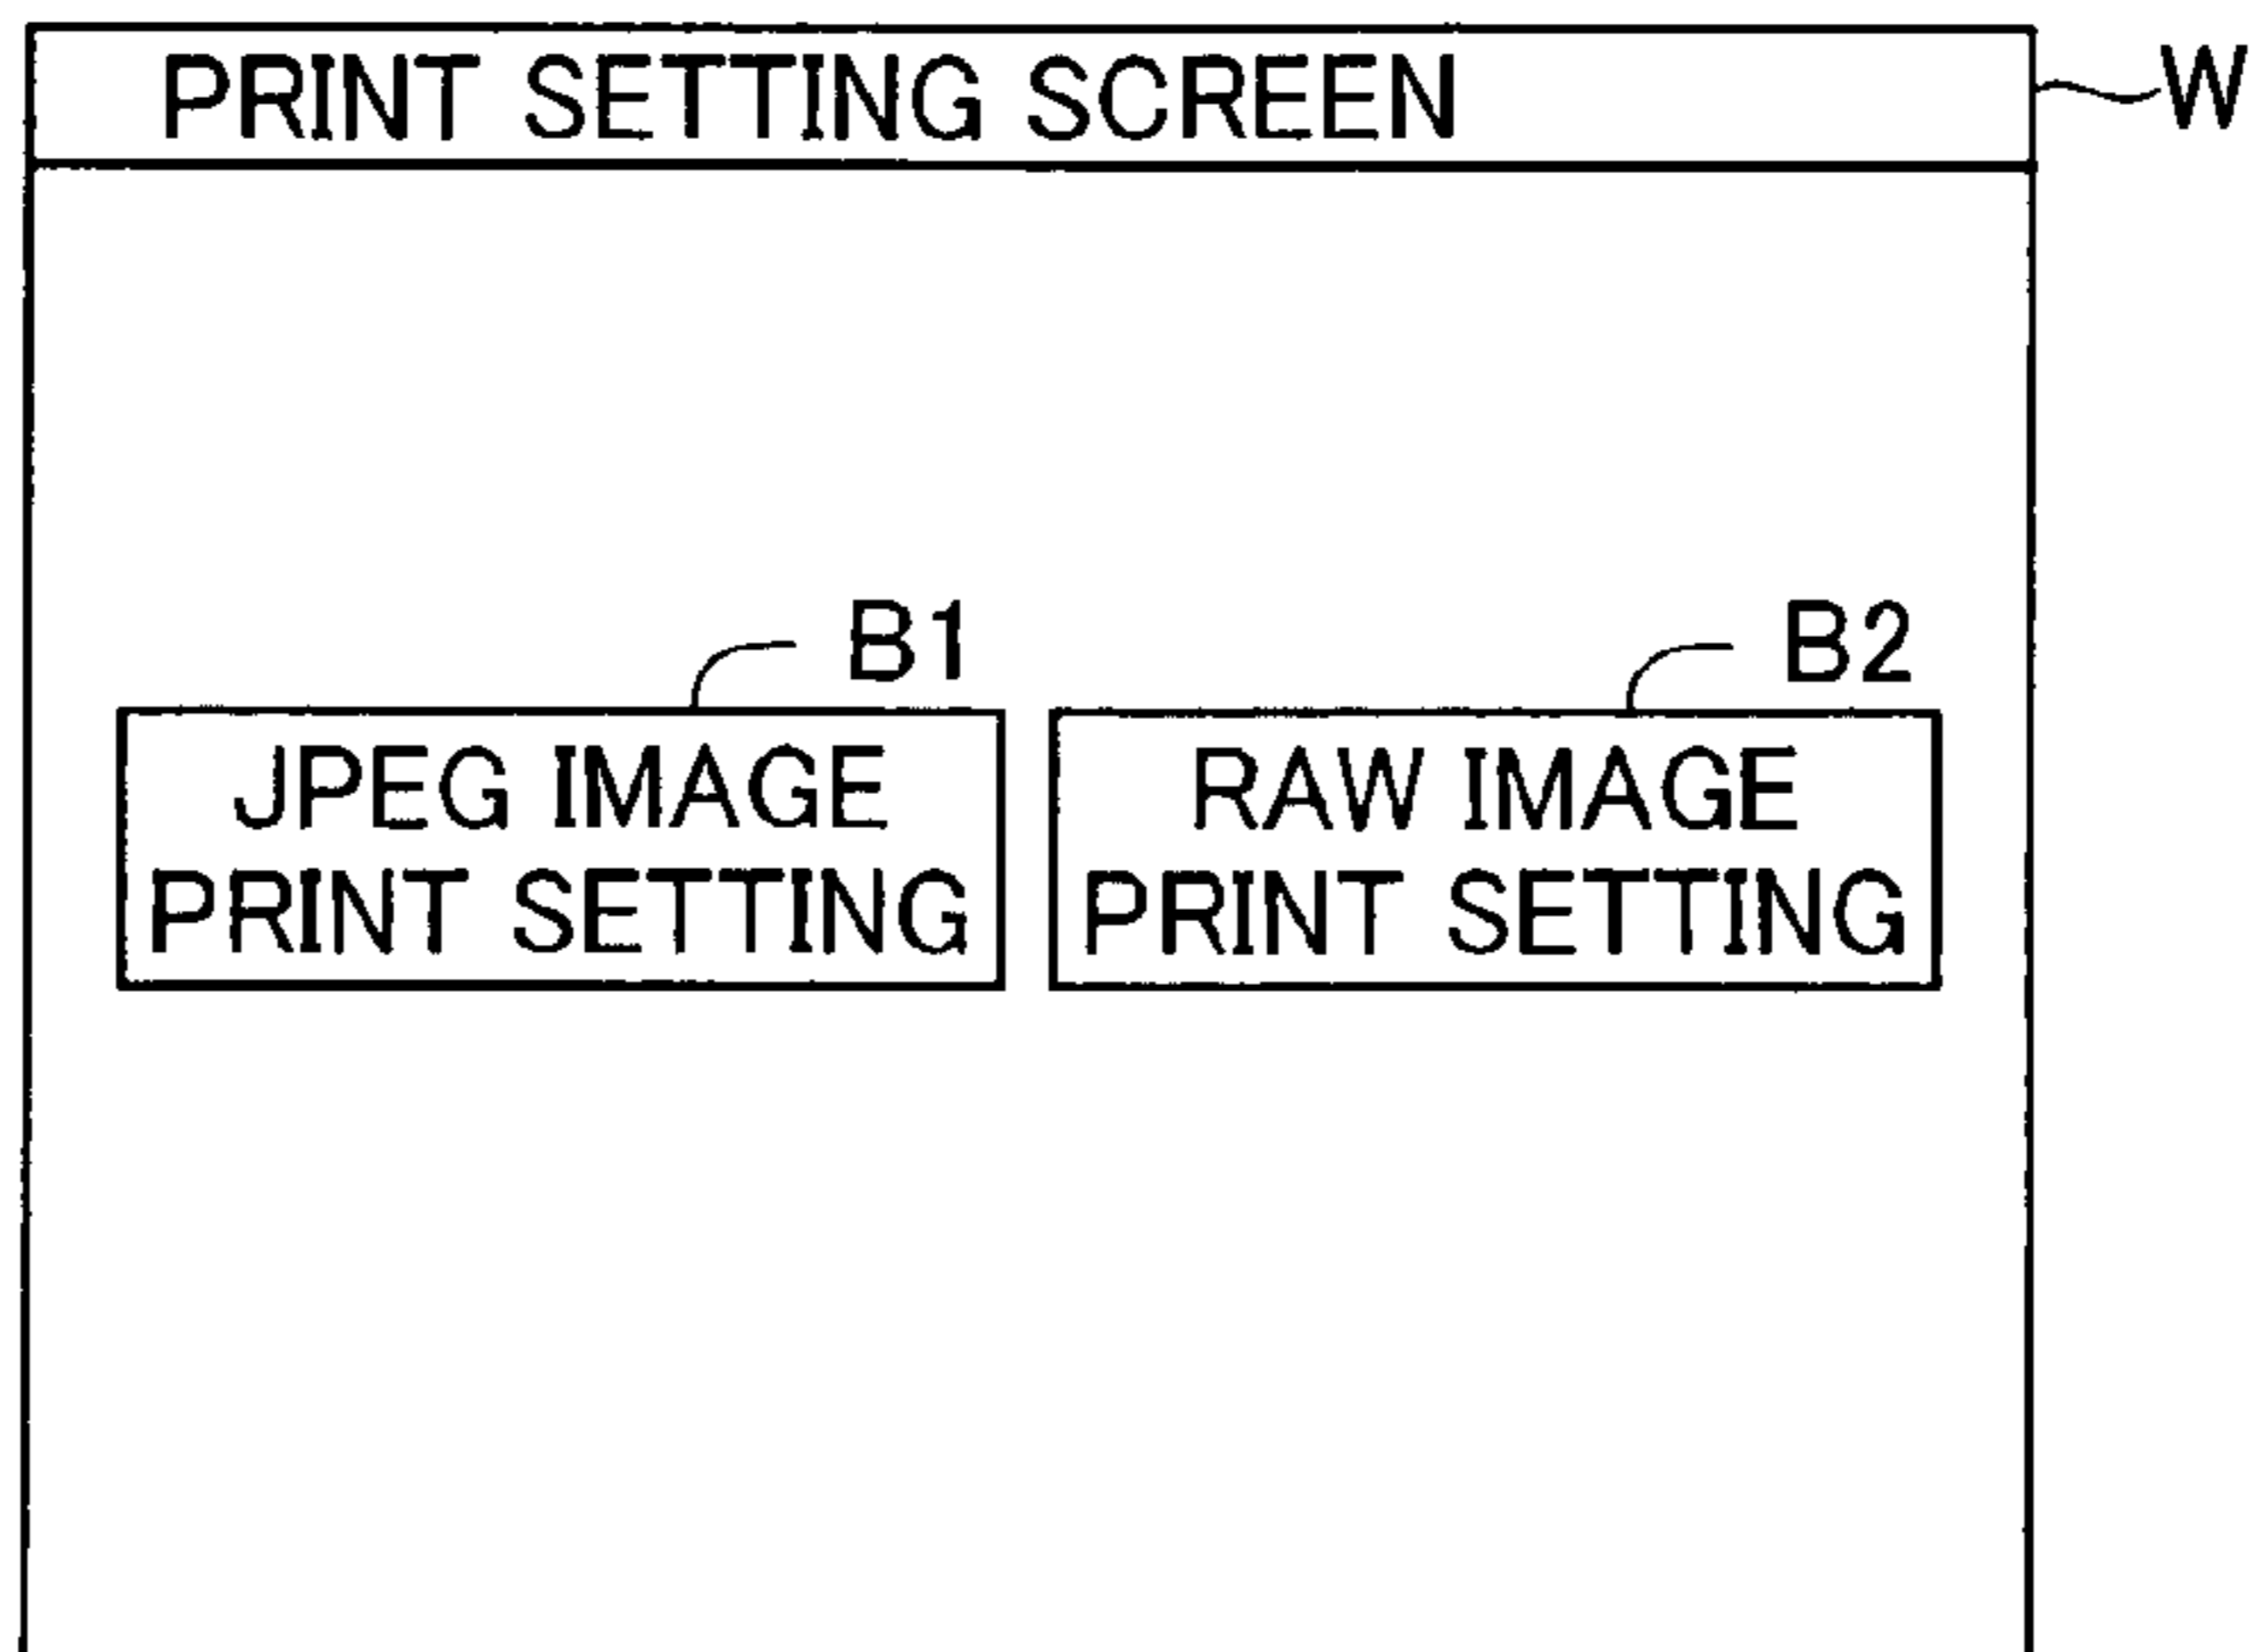 PRINT SETTING SCREEN
W
B1
B2
JPEG IMAGE
PRINT SETTING
RAW IMAGE
PRINT SETTING